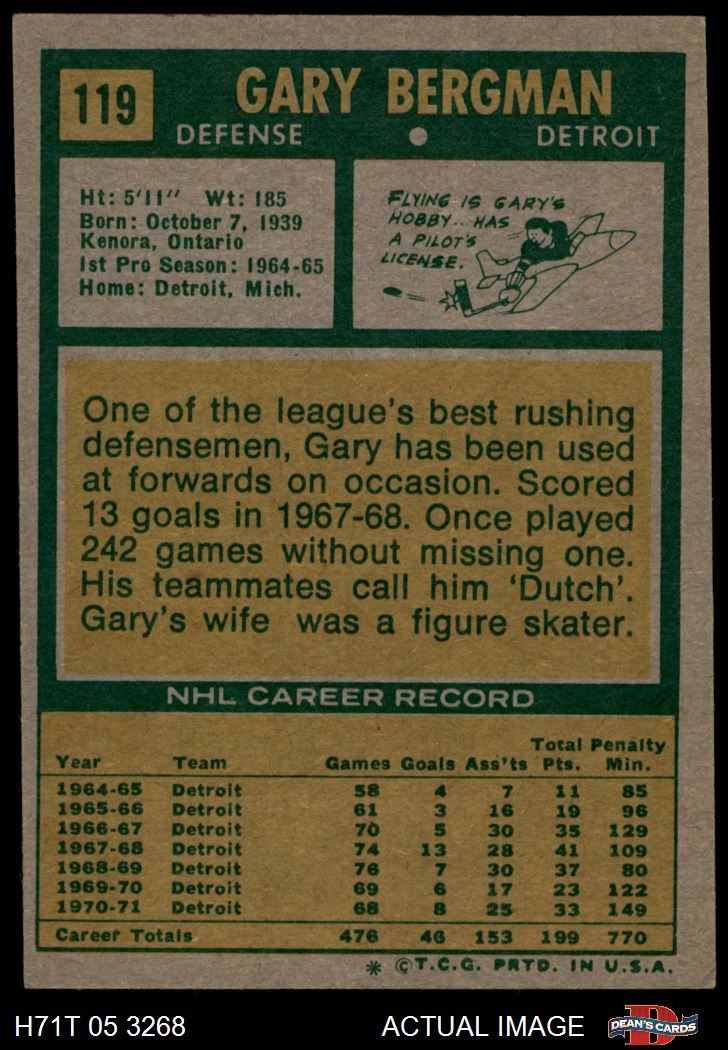 119
GARY BERGMAN
DEFENSE • DETROIT
Ht: 5'11" Wt: 185
Born: October 7, 1939
Kenora, Ontario
1st Pro Season: 1964-65
Home: Detroit, Mich.
FLYING IS GARY'S
HOBBY.. HAS
A PILOT'S
LICENSE.
One of the league's best rushing
defensemen, Gary has been used
at forwards on occasion. Scored
13 goals in 1967-68. Once played
242 games without missing one.
His teammates call him 'Dutch'.
Gary's wife was a figure skater.
NHL CAREER RECORD
Year Team Games Goals Ass'ts Total Pts. Penalty Min.
1964-65 Detroit 58 4 7 11 85
1965-66 Detroit 61 3 16 19 96
1966-67 Detroit 70 5 30 35 129
1967-68 Detroit 74 13 28 41 109
1968-69 Detroit 76 7 30 37 80
1969-70 Detroit 69 6 17 23 122
1970-71 Detroit 68 8 25 33 149
Career Totals 476 46 153 199 770
* ©T.C.G. PRTD. IN U.S.A.
H71T 05 3268 ACTUAL IMAGE
D
DEAN'S CARDS